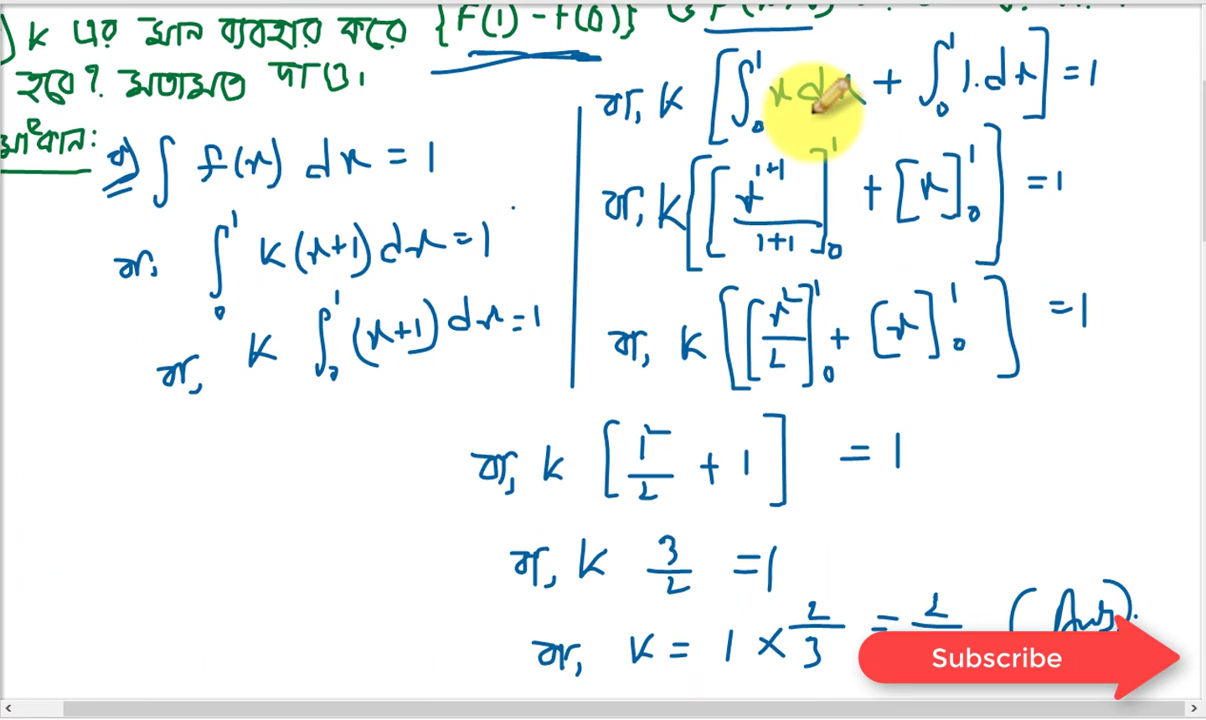 ) K এর মান ব্যবহার করে {F(1) - F(0)} ও
হবে? মতামত দাও।
সমাধান:
∫ f(x) dx = 1
বা, ∫₀¹ K(x+1) dx = 1
বা, K ∫₀¹ (x+1) dx = 1
বা, K [∫₀¹ x dx + ∫₀¹ 1.dx] = 1
বা, K [[x¹⁺¹/1+1]₀¹ + [x]₀¹] = 1
বা, K [[x²/2]₀¹ + [x]₀¹] = 1
বা, K [1²/2 + 1] = 1
বা, K 3/2 = 1
বা, K = 1 × 2/3 = 2 (Ans).
Subscribe